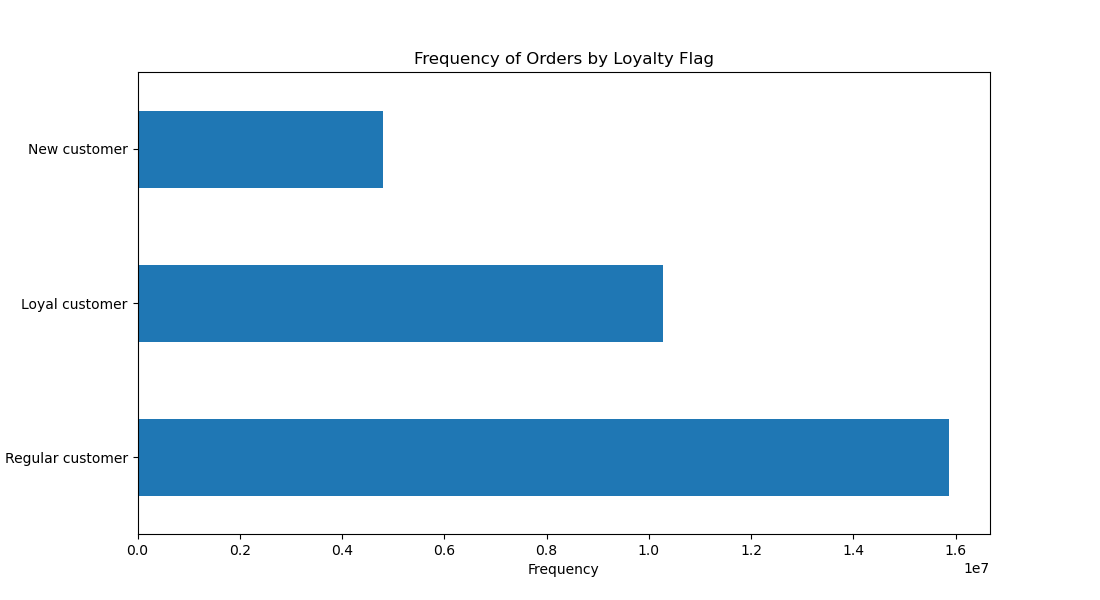 Frequency of Orders by Loyalty Flag
New customer
Loyal customer
Regular customer
0.0 0.2 0.4 0.6 0.8 1.0 1.2 1.4 1.6
1e7
Frequency